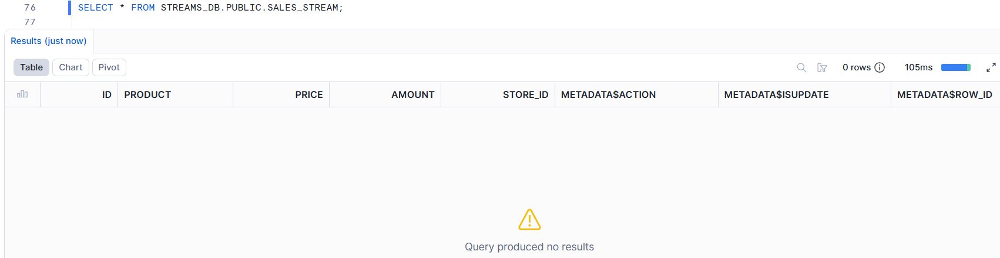 76 SELECT * FROM STREAMS_DB.PUBLIC.SALES_STREAM;
77
Results (just now)
Table Chart Pivot 0 rows 105ms
ID PRODUCT PRICE AMOUNT STORE_ID METADATA$ACTION METADATA$ISUPDATE METADATA$ROW_ID
Query produced no results